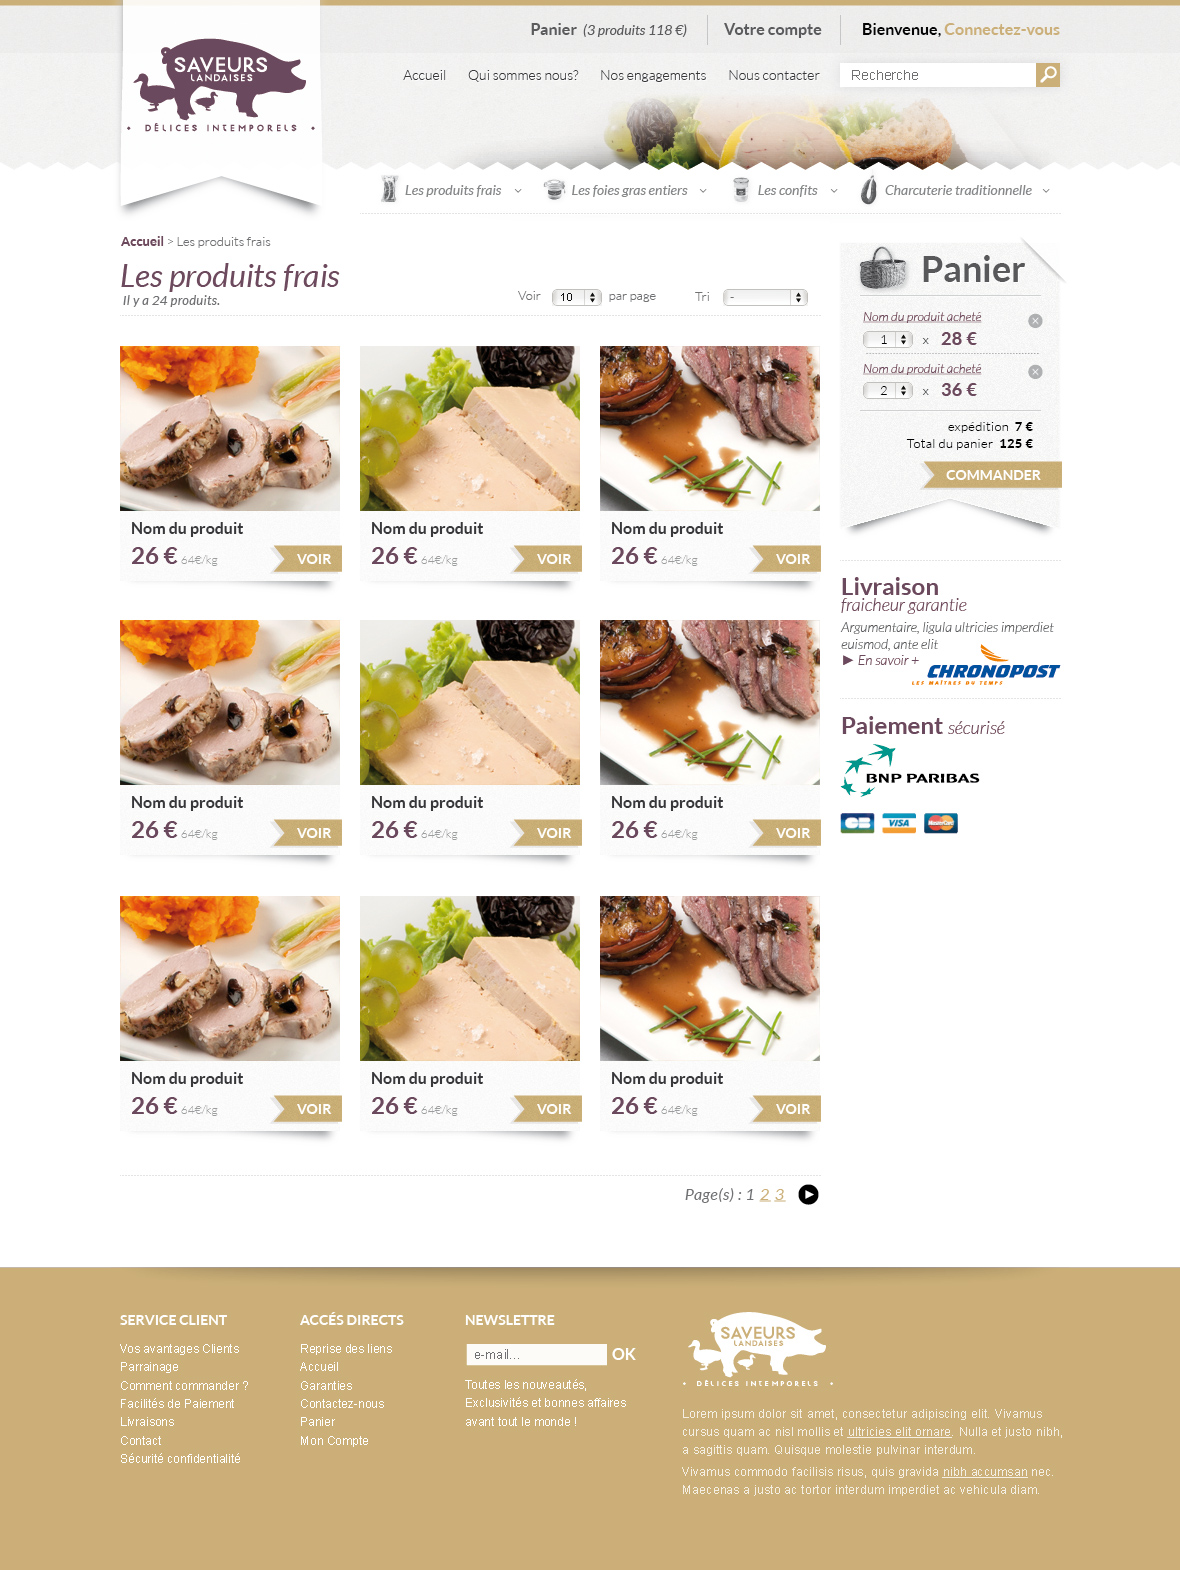 Panier (3 produits 118 €)
Votre compte
Bienvenue, Connectez-vous
SAVEURS
LANDAISES
DÉLICES INTEMPORELS
Accueil
Qui sommes nous?
Nos engagements
Nous contacter
Recherche
Les produits frais
Les foies gras entiers
Les confits
Charcuterie traditionnelle
Accueil > Les produits frais
Les produits frais
Il y a 24 produits.
Voir 10 par page
Tri -
Nom du produit
26 € 64€/kg
VOIR
Nom du produit
26 € 64€/kg
VOIR
Nom du produit
26 € 64€/kg
VOIR
Nom du produit
26 € 64€/kg
VOIR
Nom du produit
26 € 64€/kg
VOIR
Nom du produit
26 € 64€/kg
VOIR
Nom du produit
26 € 64€/kg
VOIR
Nom du produit
26 € 64€/kg
VOIR
Nom du produit
26 € 64€/kg
VOIR
Page(s) : 1 2 3
Panier
Nom du produit acheté
1 x 28 €
Nom du produit acheté
2 x 36 €
expédition 7 €
Total du panier 125 €
COMMANDER
Livraison
fraicheur garantie
Argumentaire, ligula ultricies imperdiet
euismod, ante elit
► En savoir +
CHRONOPOST
LES MAÎTRES DU TEMPS
Paiement sécurisé
BNP PARIBAS
CB
VISA
MasterCard
SERVICE CLIENT
Vos avantages Clients
Parrainage
Comment commander ?
Facilités de Paiement
Livraisons
Contact
Sécurité confidentialité
ACCÉS DIRECTS
Reprise des liens
Accueil
Garanties
Contactez-nous
Panier
Mon Compte
NEWSLETTRE
e-mail...
OK
Toutes les nouveautés,
Exclusivités et bonnes affaires
avant tout le monde !
SAVEURS
LANDAISES
DÉLICES INTEMPORELS
Lorem ipsum dolor sit amet, consectetur adipiscing elit. Vivamus
cursus quam ac nisl mollis et ultricies elit ornare. Nulla et justo nibh,
a sagittis quam. Quisque molestie pulvinar interdum.
Vivamus commodo facilisis risus, quis gravida nibh accumsan nec.
Maecenas a justo ac tortor interdum imperdiet ac vehicula diam.